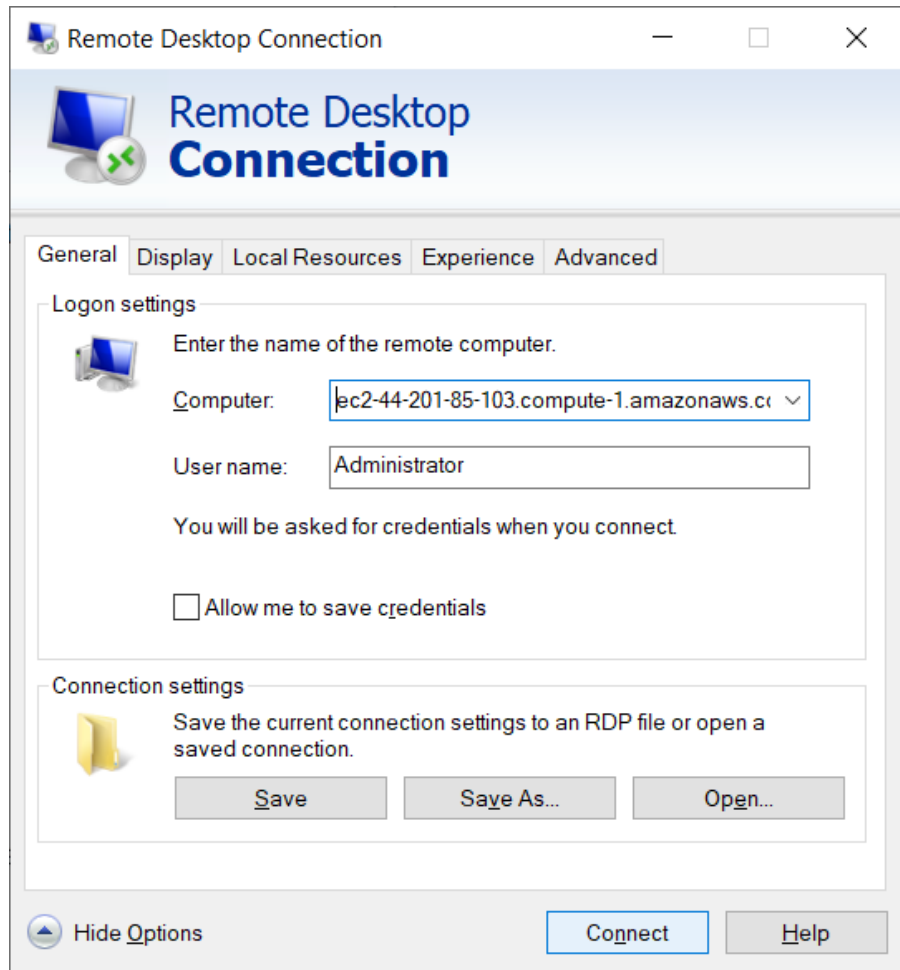 Remote Desktop Connection
Remote Desktop
Connection
General Display Local Resources Experience Advanced
Logon settings
Enter the name of the remote computer.
Computer: ec2-44-201-85-103.compute-1.amazonaws.co
User name: Administrator
You will be asked for credentials when you connect.
Allow me to save credentials
Connection settings
Save the current connection settings to an RDP file or open a
saved connection.
Save Save As... Open...
Hide Options Connect Help